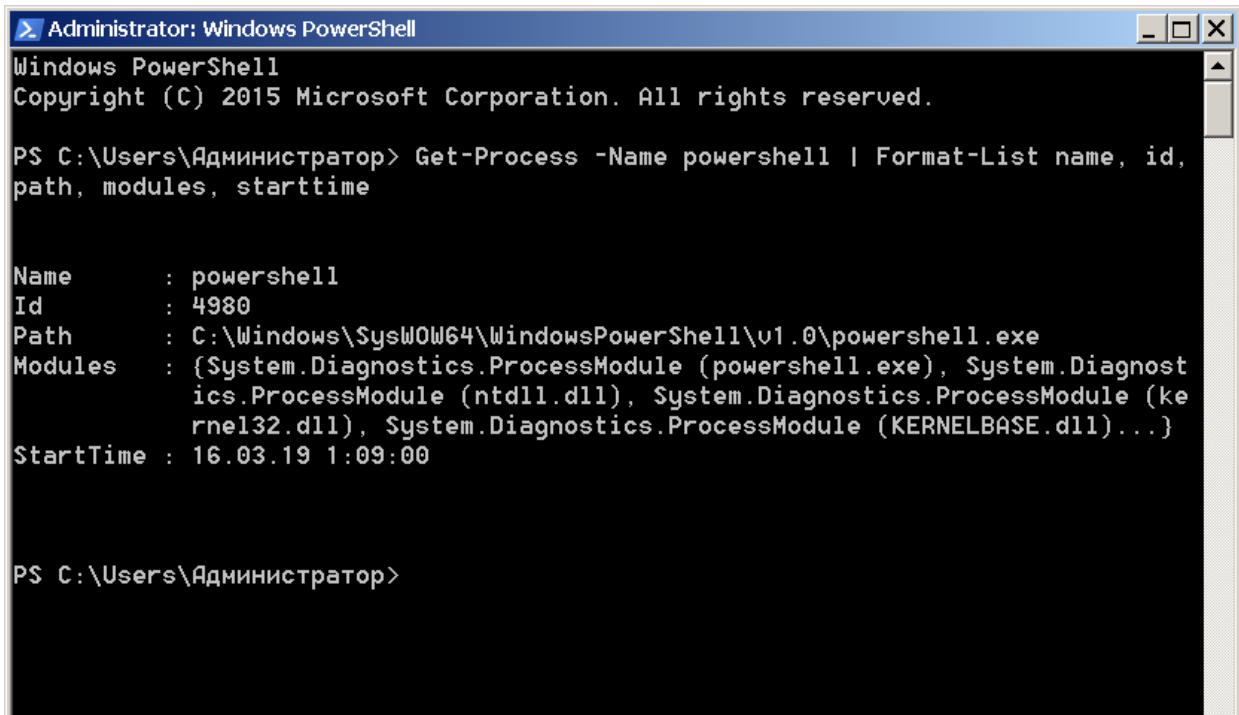 Administrator: Windows PowerShell
Windows PowerShell
Copyright (C) 2015 Microsoft Corporation. All rights reserved.
PS C:\Users\Администратор> Get-Process -Name powershell | Format-List name, id,
path, modules, starttime
Name      : powershell
Id        : 4980
Path      : C:\Windows\SysWOW64\WindowsPowerShell\v1.0\powershell.exe
Modules   : {System.Diagnostics.ProcessModule (powershell.exe), System.Diagnost
            ics.ProcessModule (ntdll.dll), System.Diagnostics.ProcessModule (ke
            rnel32.dll), System.Diagnostics.ProcessModule (KERNELBASE.dll)...}
StartTime : 16.03.19 1:09:00
PS C:\Users\Администратор>